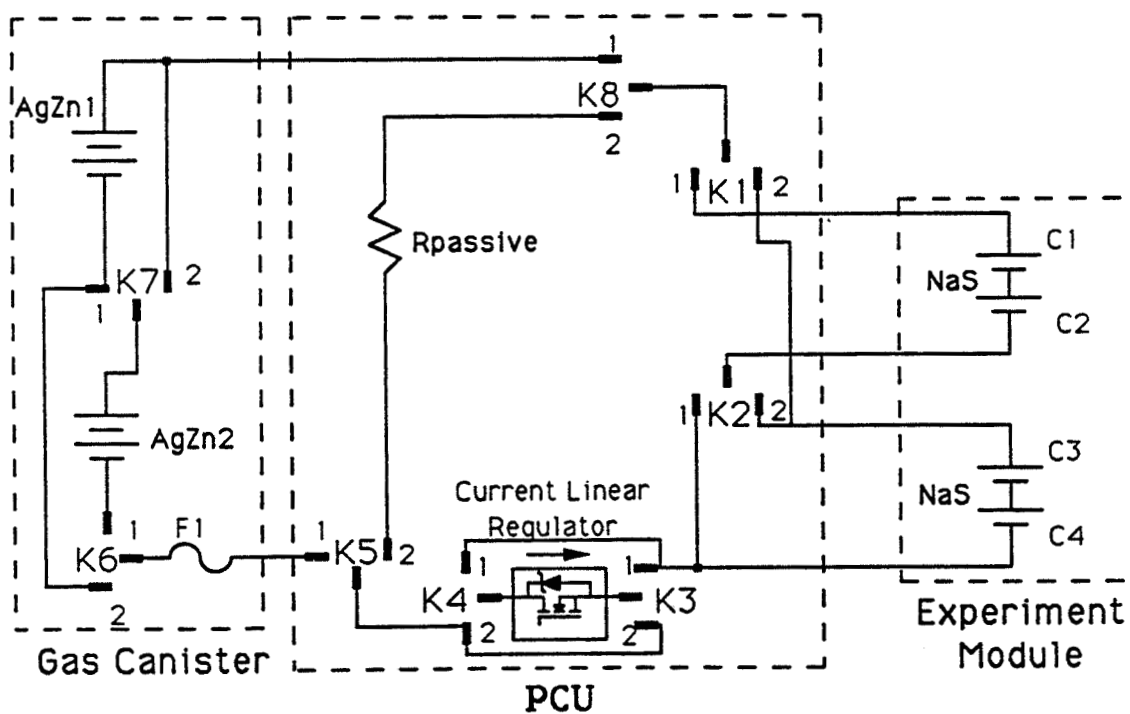 1
AgZn1
K8
2
1
K1
2
Rpassive
C1
NaS
C2
K7
2
1
1
K2
2
AgZn2
C3
NaS
C4
Current Linear
Regulator
1
F1
K6
2
1
K5
2
1
K4
2
1
K3
2
Gas Canister
PCU
Experiment
Module